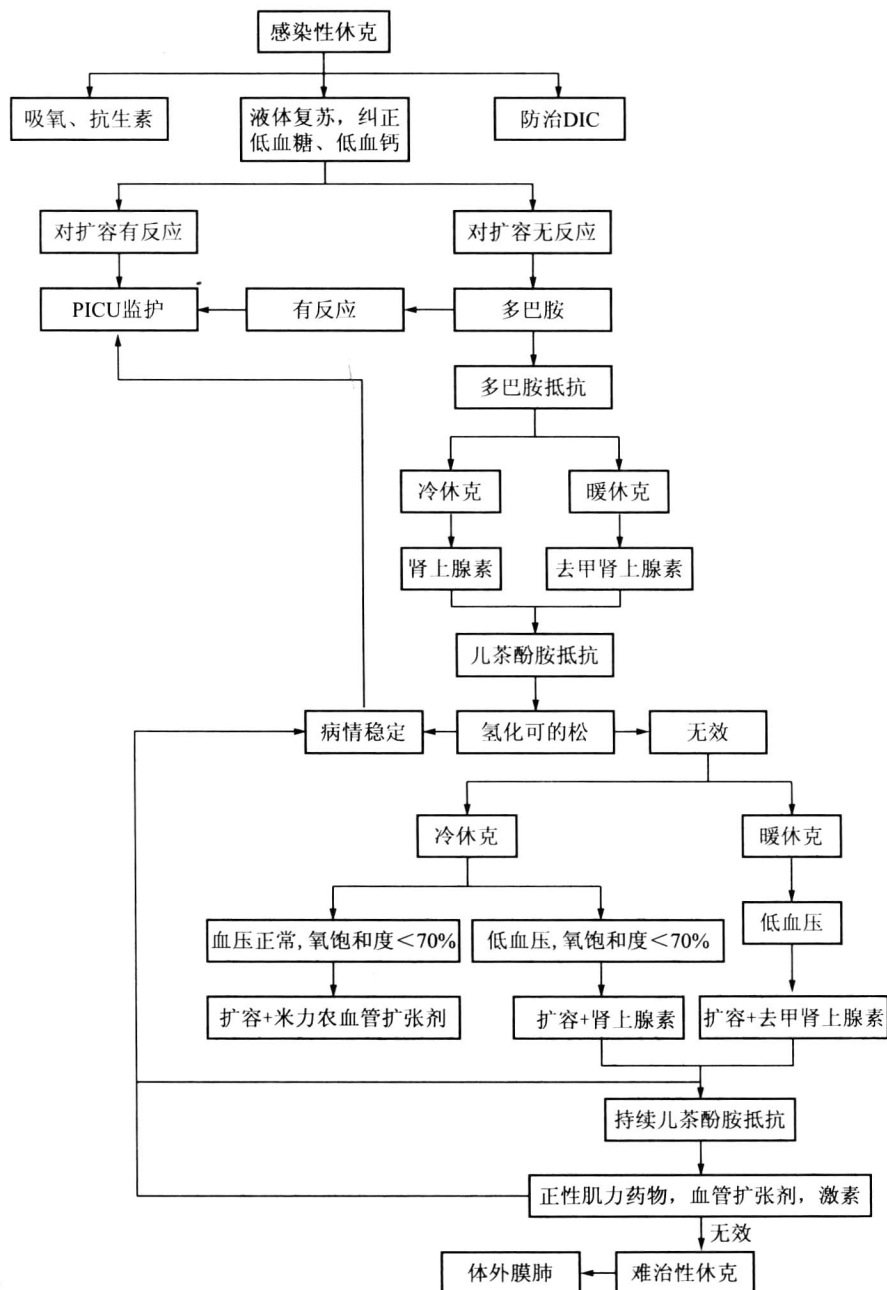 感染性休克
吸氧、抗生素
液体复苏，纠正
低血糖、低血钙
防治DIC
对扩容有反应
对扩容无反应
PICU监护
有反应
多巴胺
多巴胺抵抗
冷休克
暖休克
肾上腺素
去甲肾上腺素
儿茶酚胺抵抗
病情稳定
氢化可的松
无效
冷休克
暖休克
血压正常,氧饱和度＜70%
低血压,氧饱和度＜70%
低血压
扩容+米力农血管扩张剂
扩容+肾上腺素
扩容+去甲肾上腺素
持续儿茶酚胺抵抗
正性肌力药物，血管扩张剂，激素
无效
体外膜肺
难治性休克